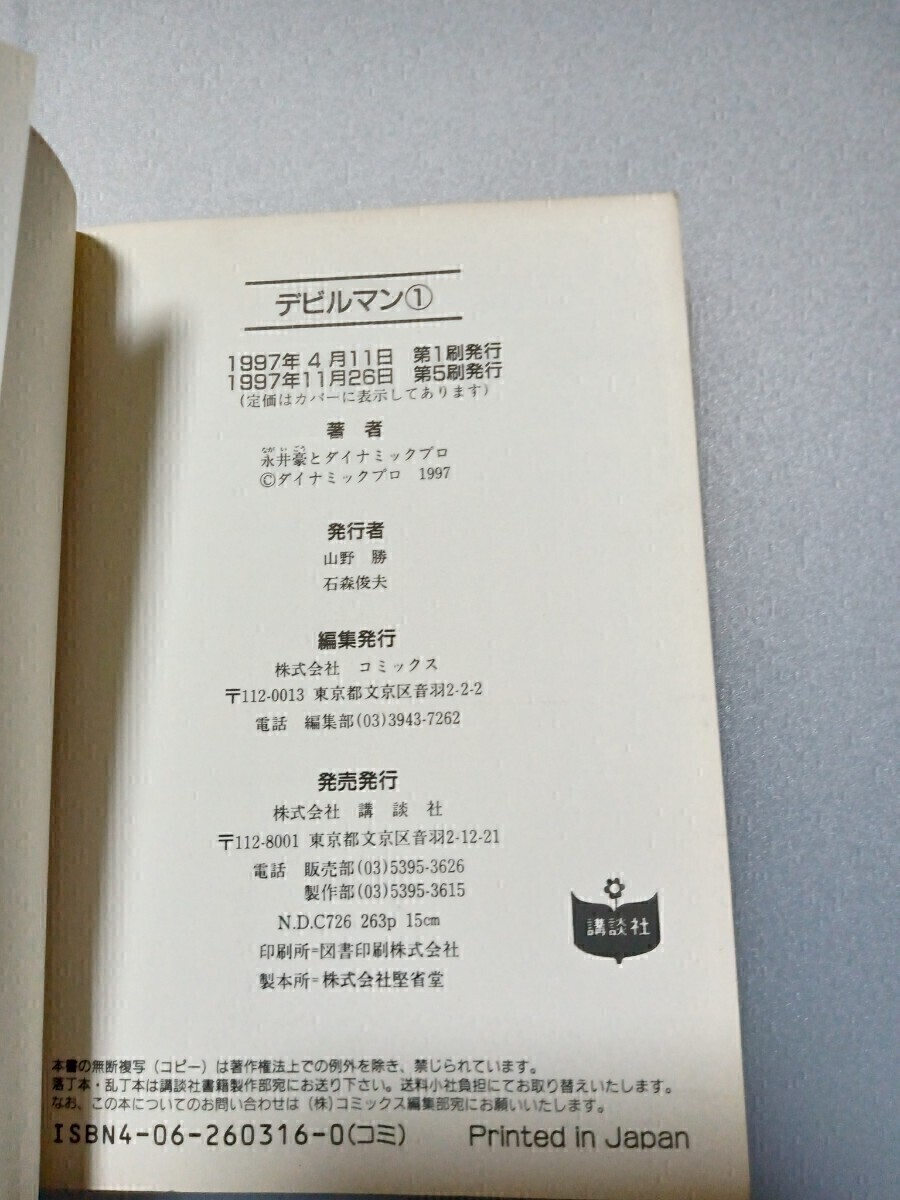 デビルマン①
1997年 4 月11日 第1刷発行
1997年11月26日 第5刷発行
(定価はカバーに表示してあります)
著 者
ながい ごう
永井豪とダイナミックプロ
©ダイナミックプロ 1997
発行者
山野 勝
石森俊夫
編集発行
株式会社 コミックス
〒112-0013 東京都文京区音羽2-2-2
電話 編集部(03)3943-7262
発売発行
株式会社 講 談 社
〒112-8001 東京都文京区音羽2-12-21
電話 販売部(03)5395-3626
製作部(03)5395-3615
N.D.C726 263p 15cm
印刷所=図書印刷株式会社
製本所=株式会社堅省堂
講談社
本書の無断複写（コピー）は著作権法上での例外を除き、禁じられています。
落丁本・乱丁本は講談社書籍製作部宛にお送り下さい。送料小社負担にてお取り替えいたします。
なお、この本についてのお問い合わせは（株）コミックス編集部宛にお願いいたします。
ISBN4-06-260316-0(コミ) Printed in Japan